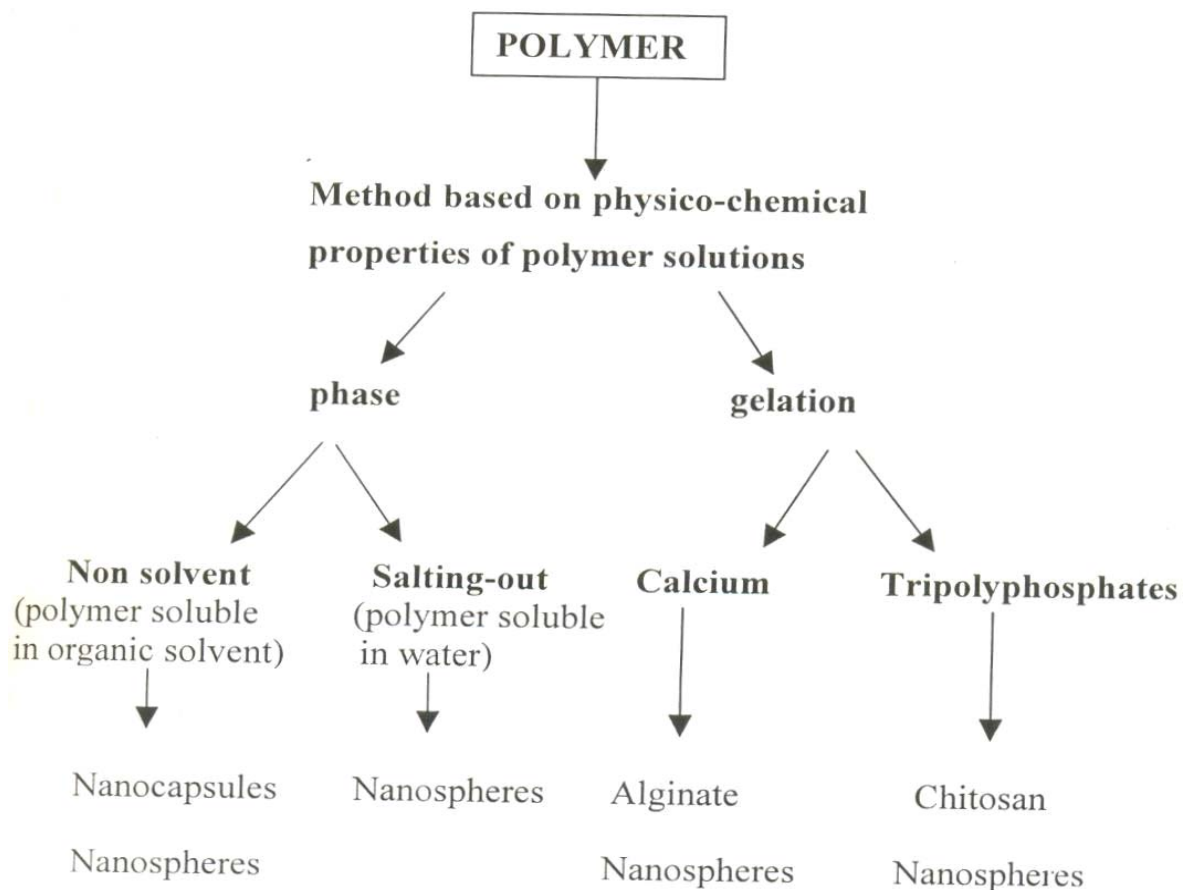 POLYMER
Method based on physico-chemical
properties of polymer solutions
phase
gelation
Non solvent
(polymer soluble
in organic solvent)
Salting-out
(polymer soluble
in water)
Calcium
Tripolyphosphates
Nanocapsules
Nanospheres
Nanospheres
Alginate
Nanospheres
Chitosan
Nanospheres